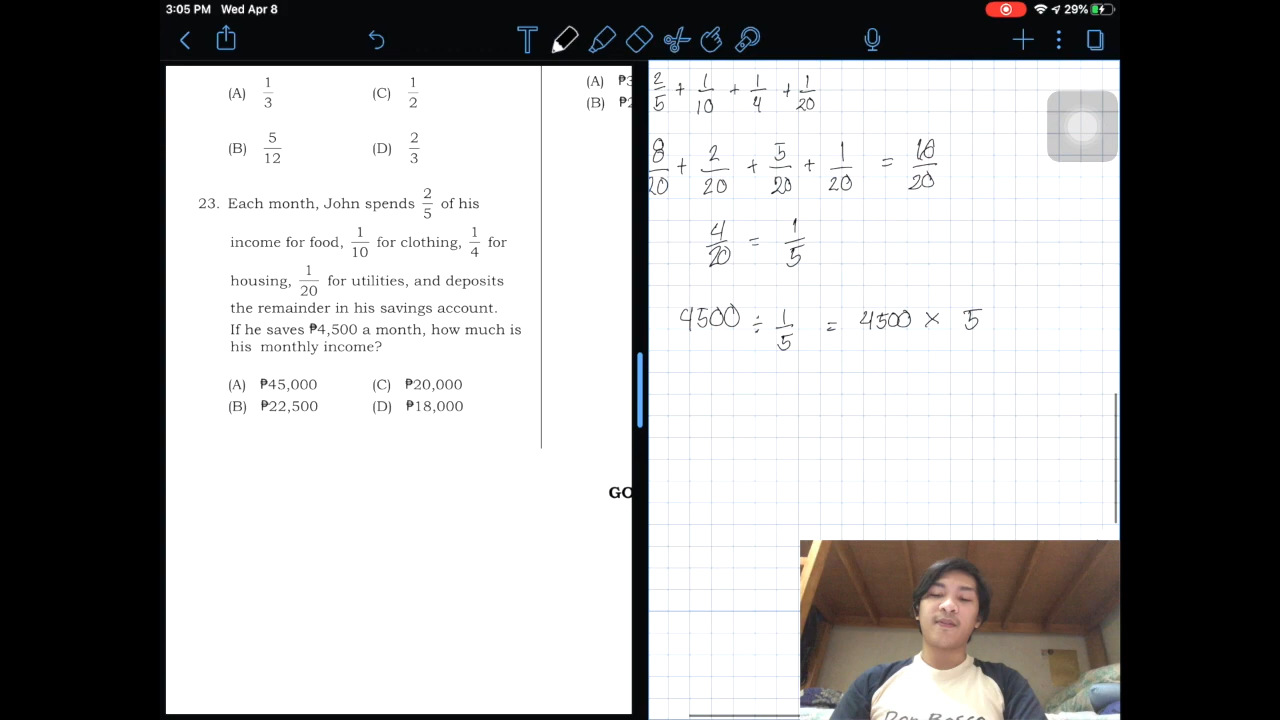 3:05 PM Wed Apr 8
29%
(A) 1/3 (C) 1/2
(B) 5/12 (D) 2/3
23. Each month, John spends 2/5 of his
income for food, 1/10 for clothing, 1/4 for
housing, 1/20 for utilities, and deposits
the remainder in his savings account.
If he saves ₱4,500 a month, how much is
his monthly income?
(A) ₱45,000 (C) ₱20,000
(B) ₱22,500 (D) ₱18,000
(A) ₱3
(B) ₱2
GO
2/5 + 1/10 + 1/4 + 1/20
8/20 + 2/20 + 5/20 + 1/20 = 16/20
4/20 = 1/5
4500 ÷ 1/5 = 4500 × 5
Don Bosco